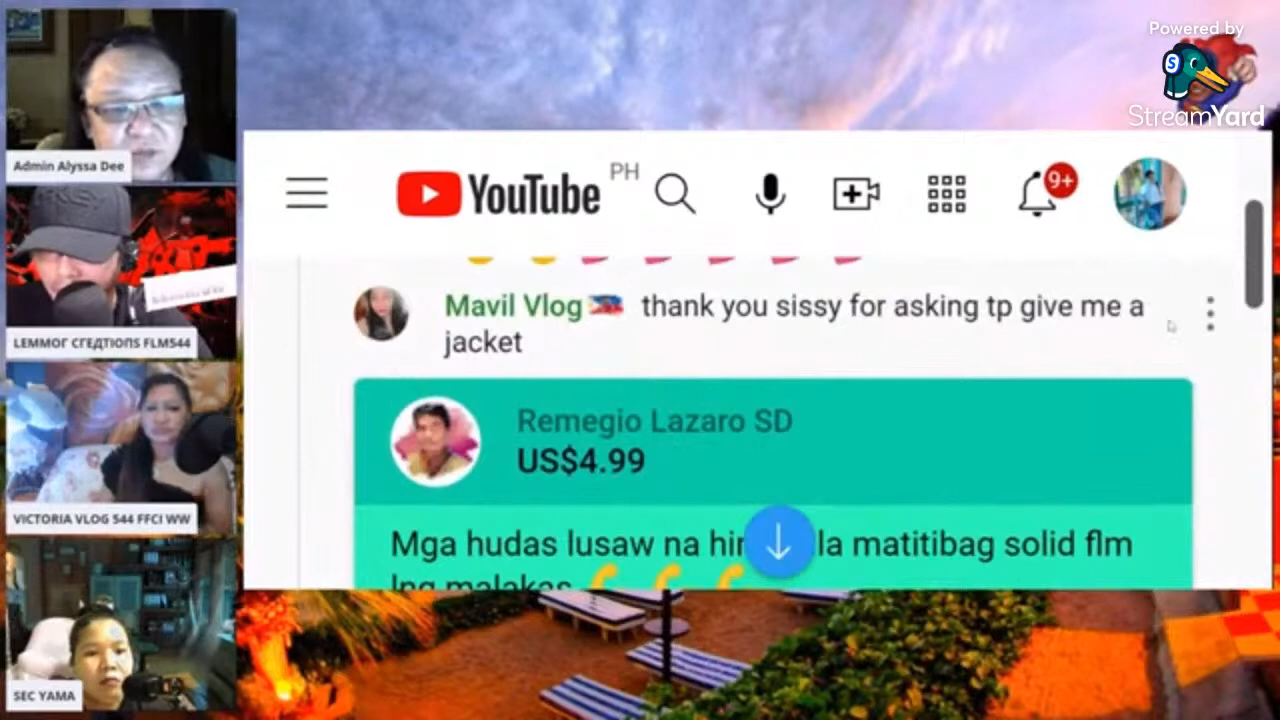 Powered by
StreamYard
Admin Alyssa Dee
LEMMOГ CГEДTIOПS FLM544
VICTORIA VLOG 544 FFCI WW
SEC YAMA
YouTube PH
9+
Mavil Vlog thank you sissy for asking tp give me a
jacket
Remegio Lazaro SD
US$4.99
Mga hudas lusaw na la matitibag solid flm
lng malakas